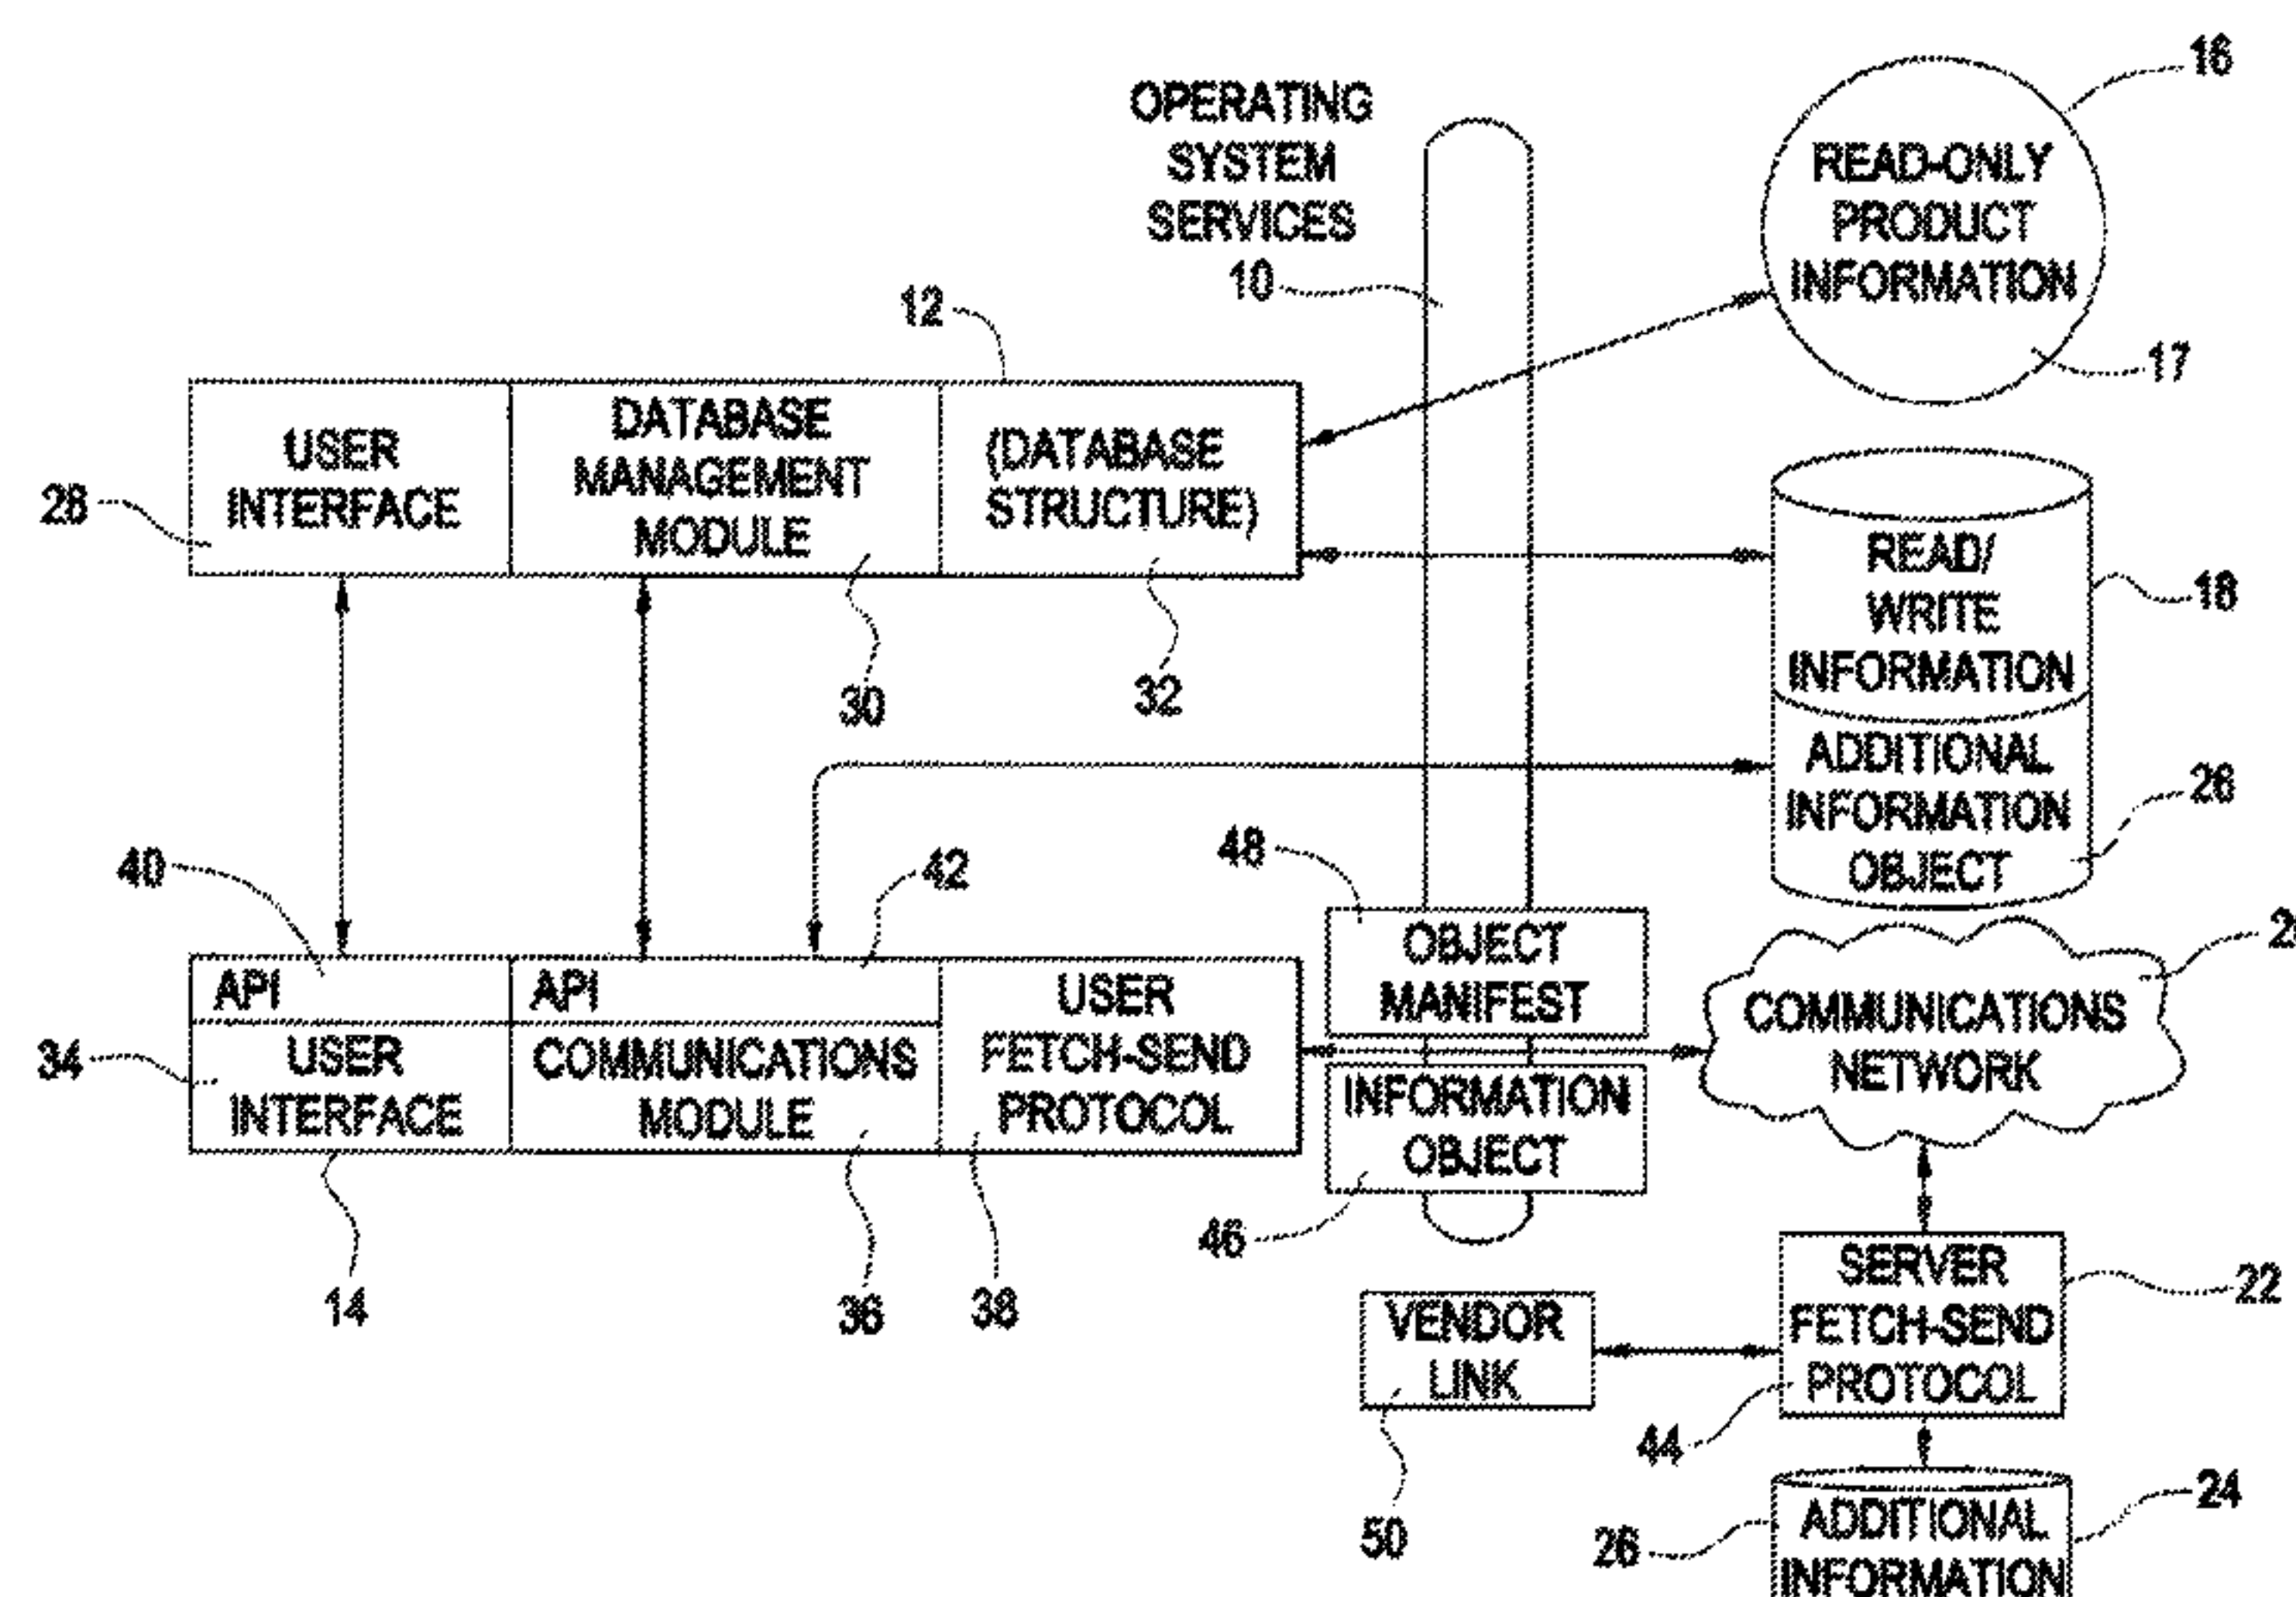 16
OPERATING
SYSTEM
SERVICES
10
READ-ONLY
PRODUCT
INFORMATION
17
12
USER
INTERFACE
28
DATABASE
MANAGEMENT
MODULE
30
(DATABASE
STRUCTURE)
32
READ/
WRITE
INFORMATION
18
ADDITIONAL
INFORMATION
OBJECT
26
40
API
42
API
34
USER
INTERFACE
14
COMMUNICATIONS
MODULE
36
USER
FETCH-SEND
PROTOCOL
38
48
OBJECT
MANIFEST
INFORMATION
OBJECT
46
COMMUNICATIONS
NETWORK
SERVER
FETCH-SEND
PROTOCOL
22
44
VENDOR
LINK
50
24
26
ADDITIONAL
INFORMATION